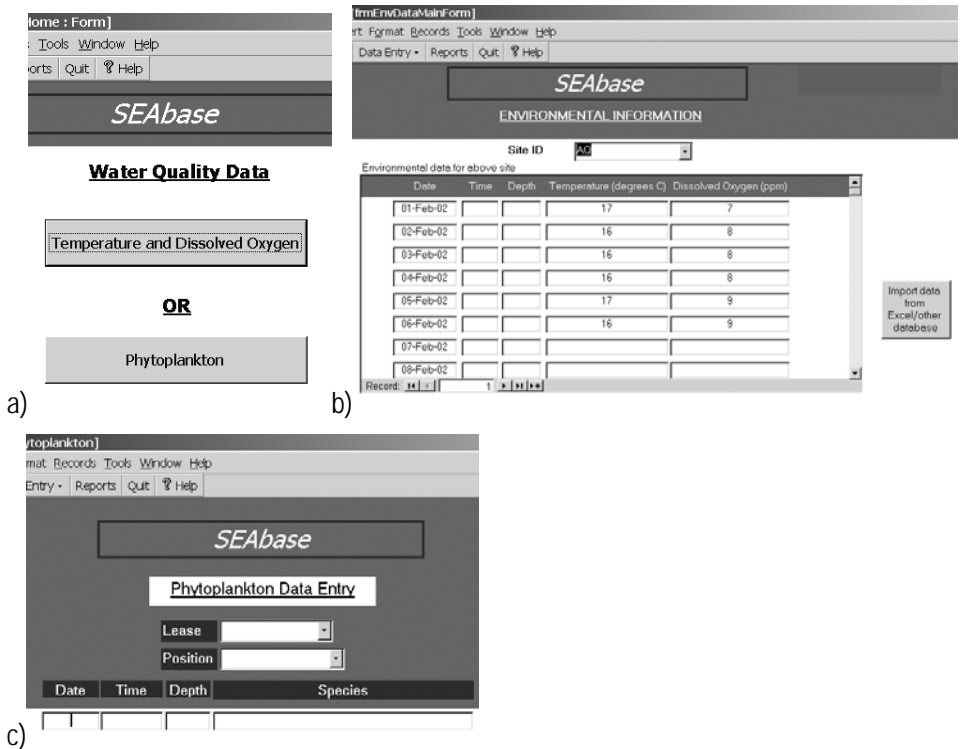 Home : Form]
Tools Window Help
orts Quit ? Help
SEAbase
Water Quality Data
Temperature and Dissolved Oxygen
OR
Phytoplankton
a)
[frmEnvDataMainForm]
rt Format Records Tools Window Help
Data Entry Reports Quit ? Help
SEAbase
ENVIRONMENTAL INFORMATION
Site ID AO
Environmental data for above site
Date Time Depth Temperature (degrees C) Dissolved Oxygen (ppm)
01-Feb-02 17 7
02-Feb-02 16 8
03-Feb-02 16 8
04-Feb-02 16 8
05-Feb-02 17 9
06-Feb-02 16 9
07-Feb-02
08-Feb-02
Record: 1
Import data
from
Excel/other
database
b)
ytoplankton]
mat Records Tools Window Help
Entry Reports Quit ? Help
SEAbase
Phytoplankton Data Entry
Lease
Position
Date Time Depth Species
c)